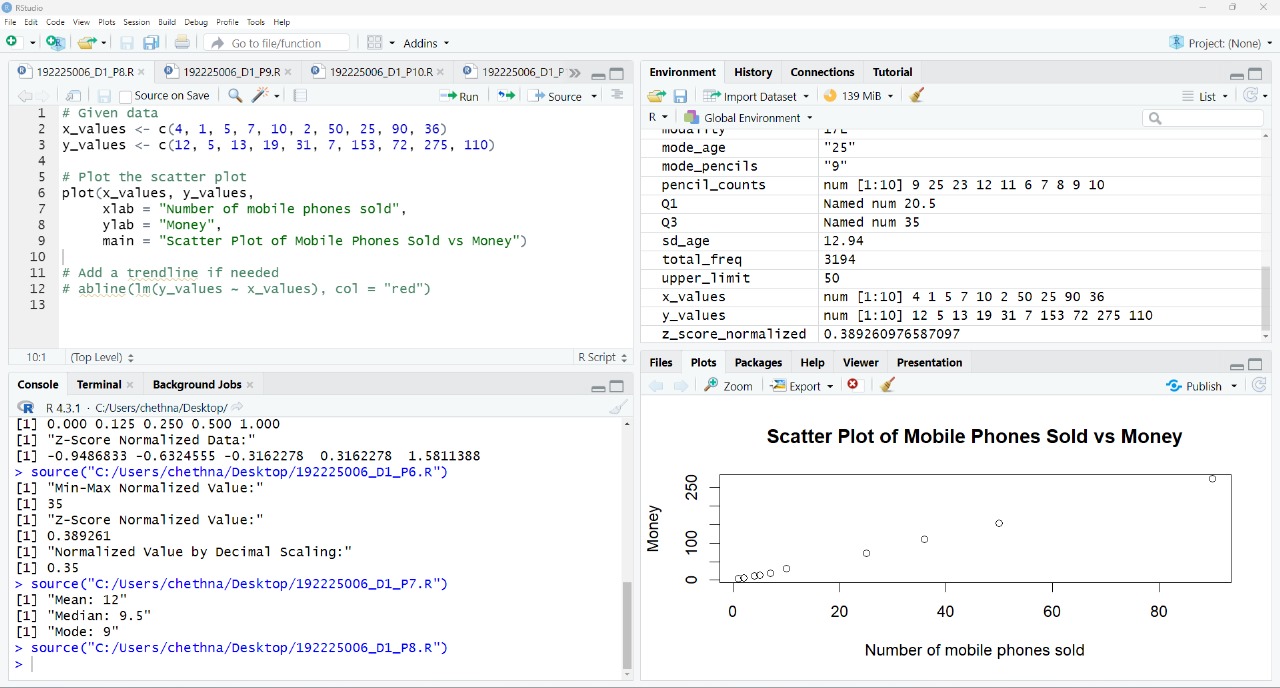 RStudio
File Edit Code View Plots Session Build Debug Profile Tools Help
Go to file/function Addins Project: (None)
192225006_D1_P8.R 192225006_D1_P9.R 192225006_D1_P10.R 192225006_D1_P
Source on Save Run Source
1 # Given data
2 x_values <- c(4, 1, 5, 7, 10, 2, 50, 25, 90, 36)
3 y_values <- c(12, 5, 13, 19, 31, 7, 153, 72, 275, 110)
4
5 # Plot the scatter plot
6 plot(x_values, y_values,
7 xlab = "Number of mobile phones sold",
8 ylab = "Money",
9 main = "Scatter Plot of Mobile Phones Sold vs Money")
10
11 # Add a trendline if needed
12 # abline(lm(y_values ~ x_values), col = "red")
13
10:1 (Top Level) R Script
Console Terminal Background Jobs
R 4.3.1 · C:/Users/chethna/Desktop/
[1] 0.000 0.125 0.250 0.500 1.000
[1] "Z-Score Normalized Data:"
[1] -0.9486833 -0.6324555 -0.3162278 0.3162278 1.5811388
> source("C:/Users/chethna/Desktop/192225006_D1_P6.R")
[1] "Min-Max Normalized Value:"
[1] 35
[1] "Z-Score Normalized Value:"
[1] 0.389261
[1] "Normalized Value by Decimal Scaling:"
[1] 0.35
> source("C:/Users/chethna/Desktop/192225006_D1_P7.R")
[1] "Mean: 12"
[1] "Median: 9.5"
[1] "Mode: 9"
> source("C:/Users/chethna/Desktop/192225006_D1_P8.R")
>
Environment History Connections Tutorial
Import Dataset 139 MiB List
R Global Environment
mode_age "25"
mode_pencils "9"
pencil_counts num [1:10] 9 25 23 12 11 6 7 8 9 10
Q1 Named num 20.5
Q3 Named num 35
sd_age 12.94
total_freq 3194
upper_limit 50
x_values num [1:10] 4 1 5 7 10 2 50 25 90 36
y_values num [1:10] 12 5 13 19 31 7 153 72 275 110
z_score_normalized 0.389260976587097
Files Plots Packages Help Viewer Presentation
Zoom Export Publish
Scatter Plot of Mobile Phones Sold vs Money
Money
250
100
0
0 20 40 60 80
Number of mobile phones sold